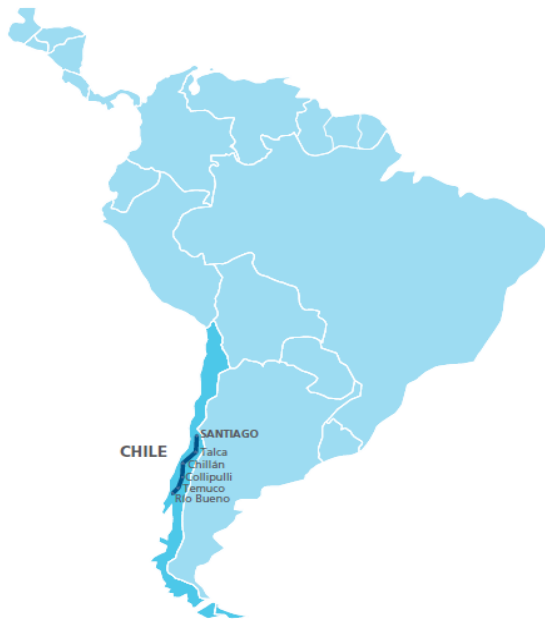 SANTIAGO
CHILE
Talca
Chillán
Collipulli
Temuco
Río Bueno